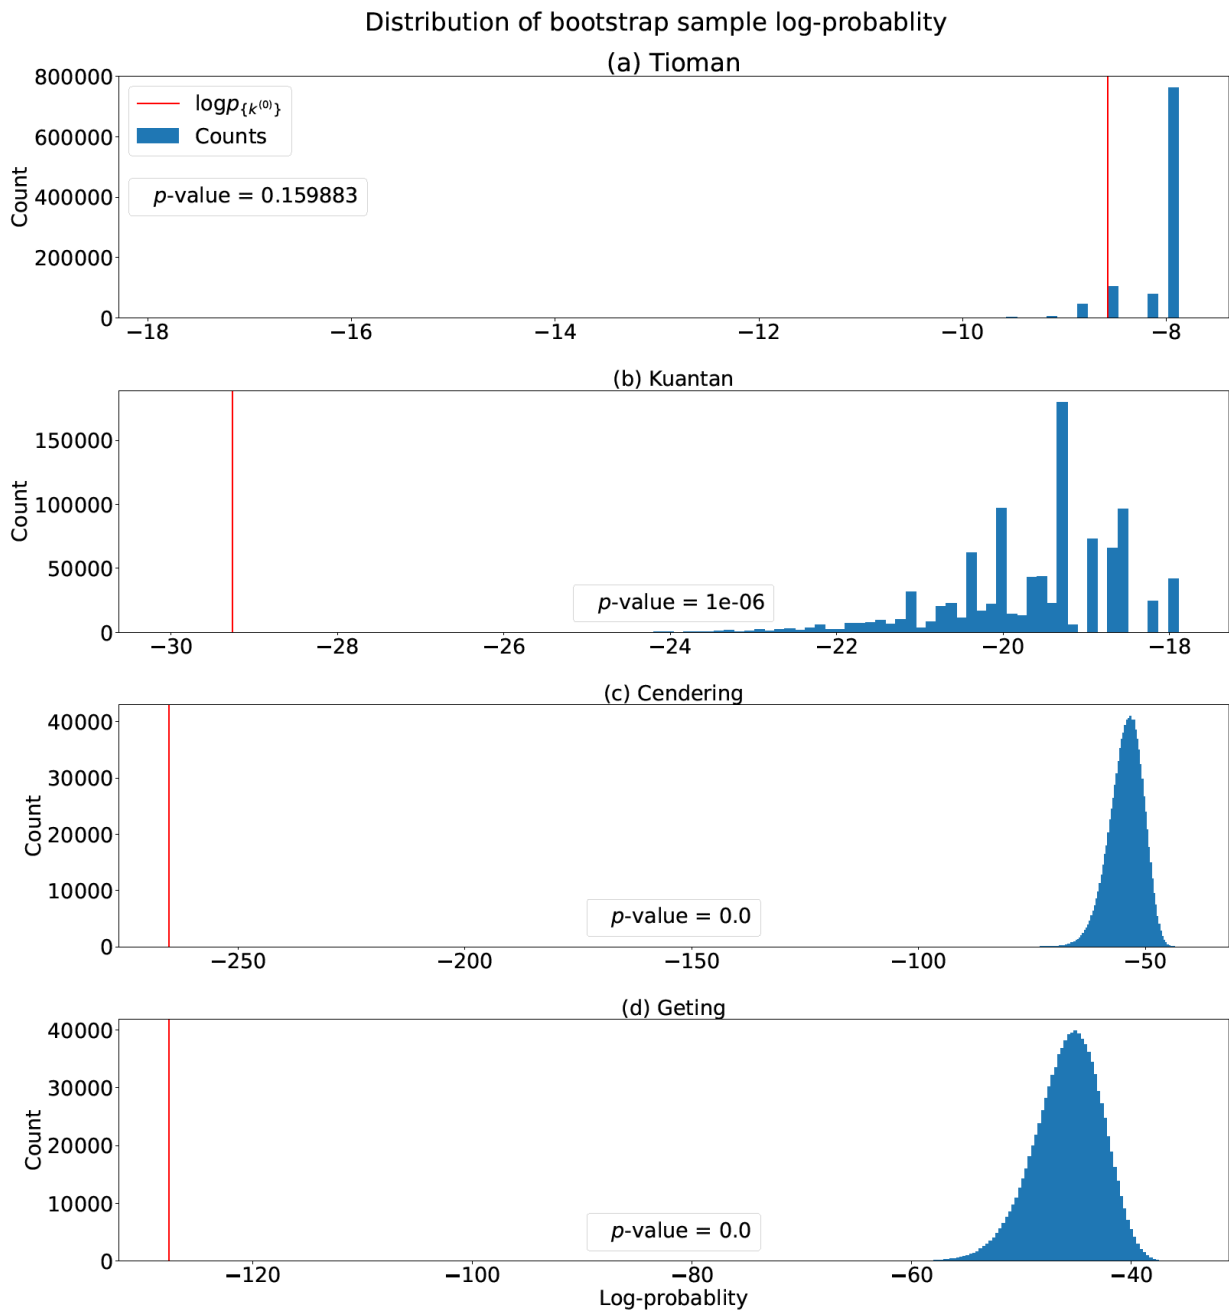 Distribution of bootstrap sample log-probablity
(a) Tioman
800000
600000
400000
200000
0
Count
logp_{k^(0)}
Counts
p-value = 0.159883
−18 −16 −14 −12 −10 −8
(b) Kuantan
150000
100000
50000
0
Count
p-value = 1e-06
−30 −28 −26 −24 −22 −20 −18
(c) Cendering
40000
30000
20000
10000
0
Count
p-value = 0.0
−250 −200 −150 −100 −50
(d) Geting
40000
30000
20000
10000
0
Count
p-value = 0.0
−120 −100 −80 −60 −40
Log-probablity